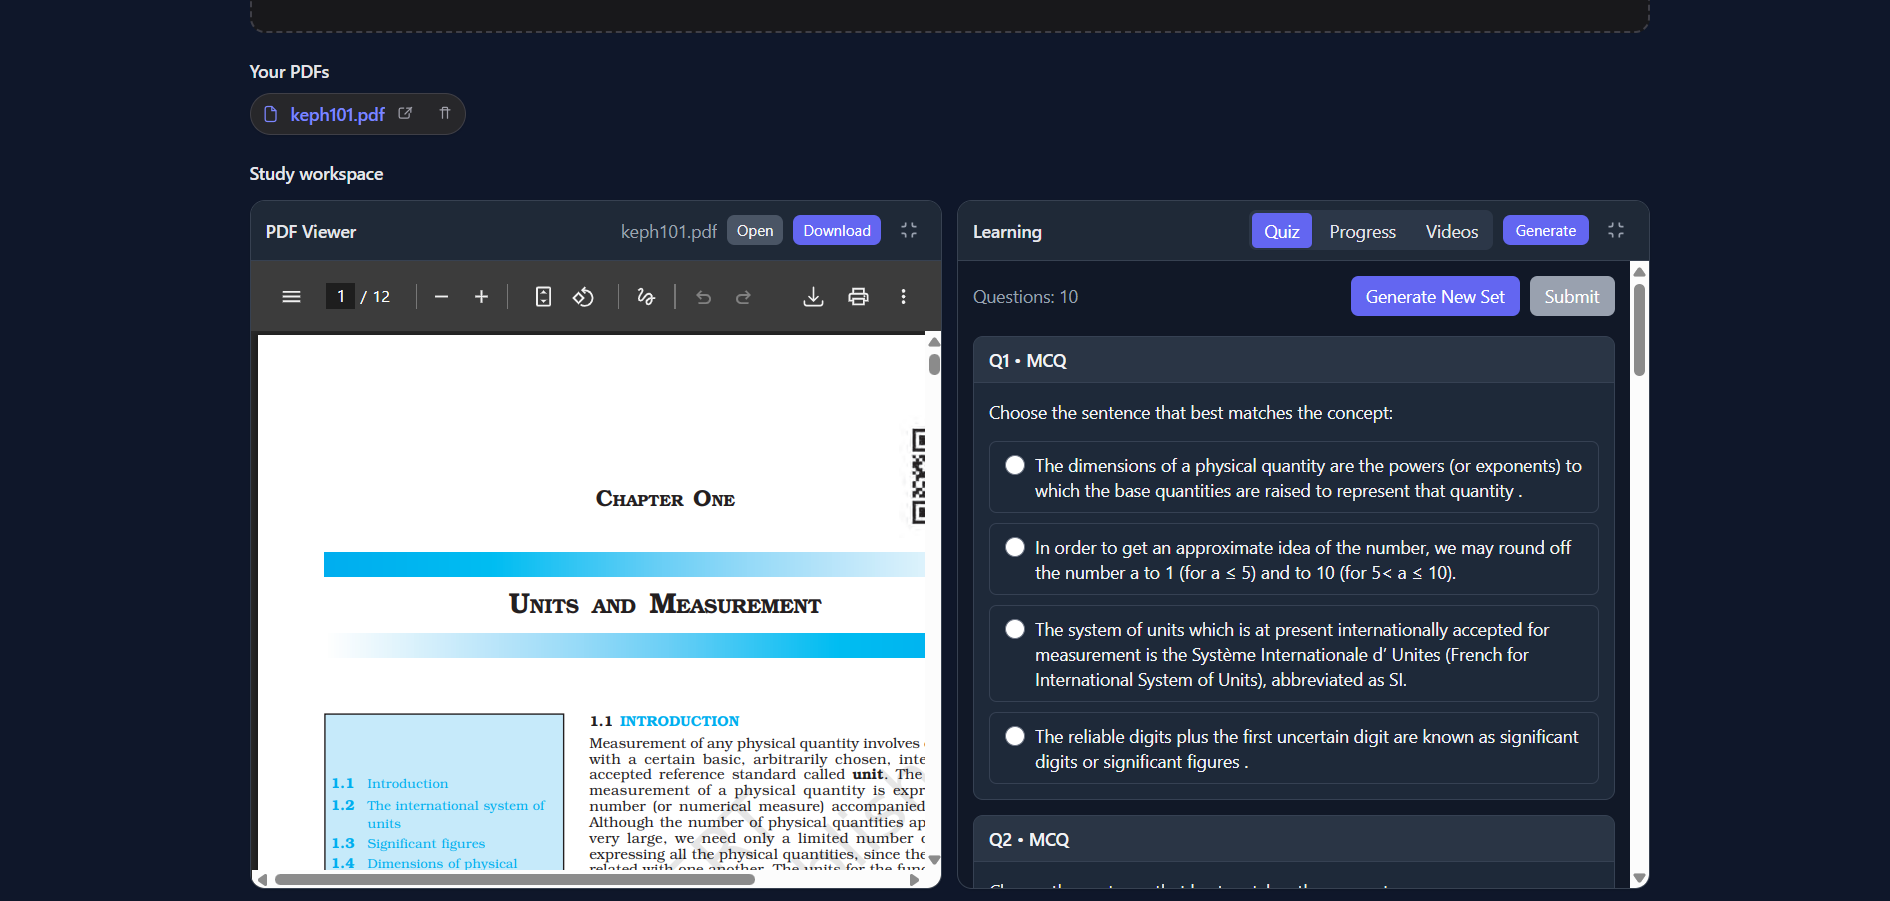 Your PDFs
keph101.pdf
Study workspace
PDF Viewer
keph101.pdf
Open
Download
1 / 12
CHAPTER ONE
UNITS AND MEASUREMENT
1.1 Introduction
1.2 The international system of
units
1.3 Significant figures
1.4 Dimensions of physical
1.1 INTRODUCTION
Measurement of any physical quantity involves
with a certain basic, arbitrarily chosen, inte
accepted reference standard called unit. The
measurement of a physical quantity is expr
number (or numerical measure) accompanied
Although the number of physical quantities ap
very large, we need only a limited number
expressing all the physical quantities, since the
related with one another. The units for the fun
Learning
Quiz
Progress
Videos
Generate
Questions: 10
Generate New Set
Submit
Q1 • MCQ
Choose the sentence that best matches the concept:
The dimensions of a physical quantity are the powers (or exponents) to
which the base quantities are raised to represent that quantity .
In order to get an approximate idea of the number, we may round off
the number a to 1 (for a ≤ 5) and to 10 (for 5< a ≤ 10).
The system of units which is at present internationally accepted for
measurement is the Système Internationale d’ Unites (French for
International System of Units), abbreviated as SI.
The reliable digits plus the first uncertain digit are known as significant
digits or significant figures .
Q2 • MCQ